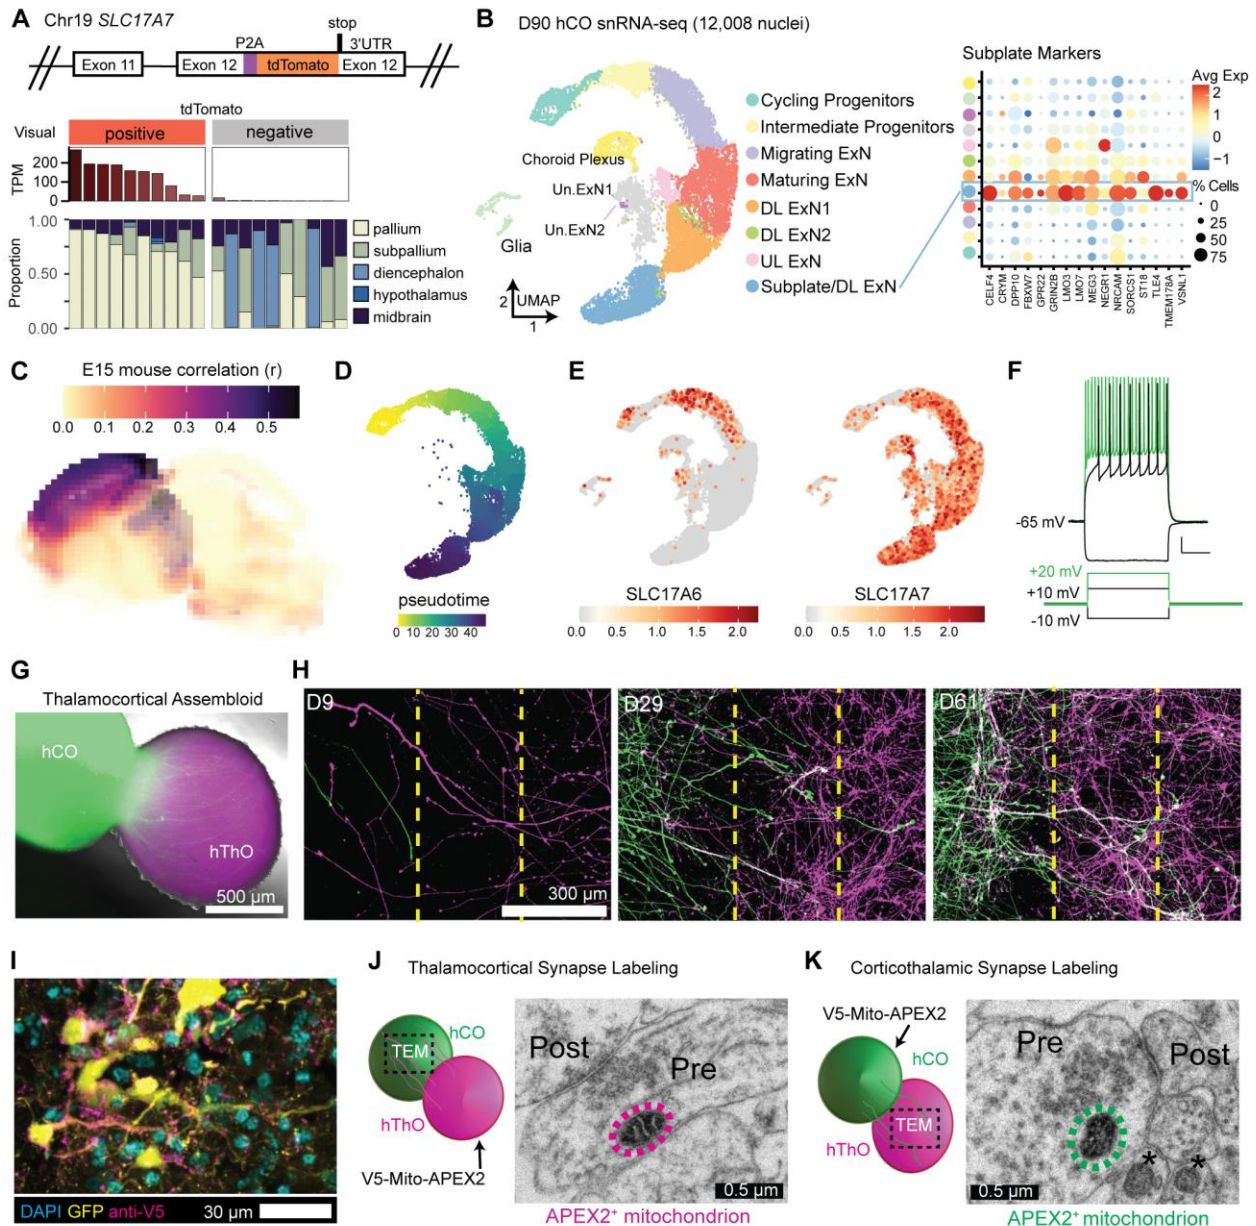 A
Chr19 SLC17A7
stop
P2A
3'UTR
Exon 11
Exon 12
tdTomato
Exon 12
tdTomato
Visual
positive
negative
TPM
200
100
0
Proportion
1.00
0.50
0.00
pallium
subpallium
diencephalon
hypothalamus
midbrain
B
D90 hCO snRNA-seq (12,008 nuclei)
Choroid Plexus
Un.ExN1
Un.ExN2
Glia
2
UMAP
1
Cycling Progenitors
Intermediate Progenitors
Migrating ExN
Maturing ExN
DL ExN1
DL ExN2
UL ExN
Subplate/DL ExN
Subplate Markers
Avg Exp
2
1
0
−1
% Cells
0
25
50
75
CELF4
CRYM
DPP10
FBXW7
GPR22
GRIN2B
LMO3
LMO7
MEG3
NEGR1
NRCAM
SORCS1
ST18
TLE4
TMEM178A
VSNL1
C
E15 mouse correlation (r)
0.0 0.1 0.2 0.3 0.4 0.5
D
pseudotime
0 10 20 30 40
E
SLC17A6
0.0 0.5 1.0 1.5 2.0
SLC17A7
0.0 0.5 1.0 1.5 2.0
F
-65 mV
+20 mV
+10 mV
-10 mV
G
Thalamocortical Assembloid
hCO
hThO
500 µm
H
D9
300 µm
D29
D61
I
DAPI GFP anti-V5 30 µm
J
Thalamocortical Synapse Labeling
hCO
TEM
hThO
V5-Mito-APEX2
Post
Pre
0.5 µm
APEX2⁺ mitochondrion
K
Corticothalamic Synapse Labeling
V5-Mito-APEX2
hCO
TEM
hThO
Pre
Post
* *
0.5 µm
APEX2⁺ mitochondrion